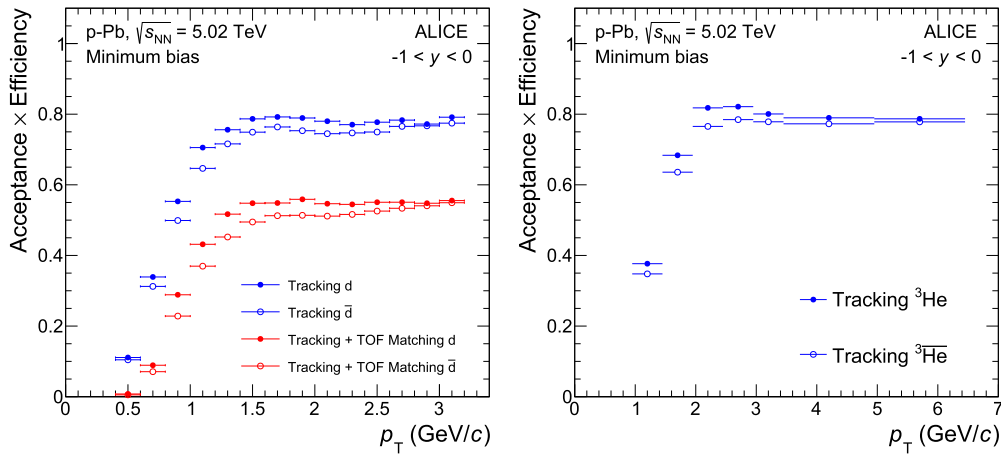 p-Pb, √sNN = 5.02 TeV
ALICE
Minimum bias
-1 < y < 0
Acceptance × Efficiency
1
0.8
0.6
0.4
0.2
0
Tracking d
Tracking d̅
Tracking + TOF Matching d
Tracking + TOF Matching d̅
0 0.5 1 1.5 2 2.5 3
pT (GeV/c)
p-Pb, √sNN = 5.02 TeV
ALICE
Minimum bias
-1 < y < 0
Acceptance × Efficiency
1
0.8
0.6
0.4
0.2
0
Tracking ³He
Tracking ³H̅e̅
0 1 2 3 4 5 6 7
pT (GeV/c)